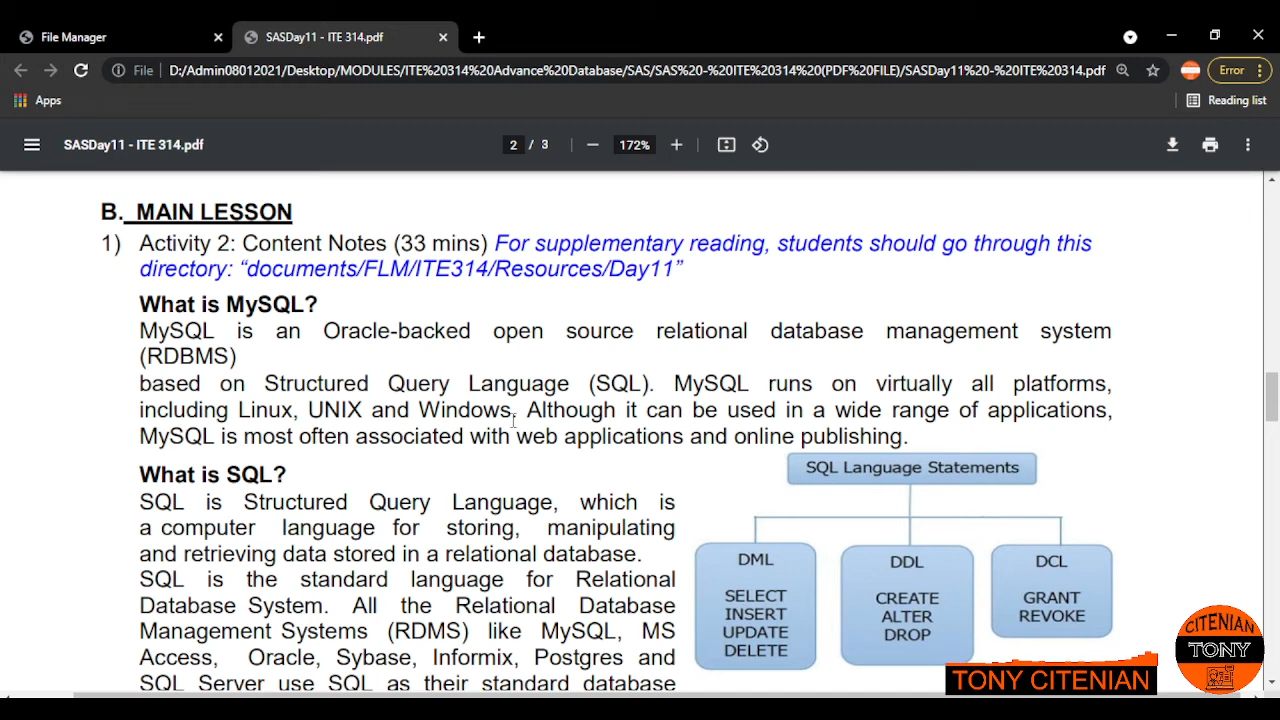 File Manager
SASDay11 - ITE 314.pdf
File
D:/Admin08012021/Desktop/MODULES/ITE%20314%20Advance%20Database/SAS/SAS%20-%20ITE%20314%20(PDF%20FILE)/SASDay11%20-%20ITE%20314.pdf
Error
Apps
Reading list
SASDay11 - ITE 314.pdf
2 / 3
172%
B. MAIN LESSON
1) Activity 2: Content Notes (33 mins) For supplementary reading, students should go through this
directory: “documents/FLM/ITE314/Resources/Day11”
What is MySQL?
MySQL is an Oracle-backed open source relational database management system
(RDBMS)
based on Structured Query Language (SQL). MySQL runs on virtually all platforms,
including Linux, UNIX and Windows. Although it can be used in a wide range of applications,
MySQL is most often associated with web applications and online publishing.
What is SQL?
SQL is Structured Query Language, which is
a computer language for storing, manipulating
and retrieving data stored in a relational database.
SQL is the standard language for Relational
Database System. All the Relational Database
Management Systems (RDMS) like MySQL, MS
Access, Oracle, Sybase, Informix, Postgres and
SQL Server use SQL as their standard database
SQL Language Statements
DML
SELECT
INSERT
UPDATE
DELETE
DDL
CREATE
ALTER
DROP
DCL
GRANT
REVOKE
CITENIAN
TONY
TONY CITENIAN